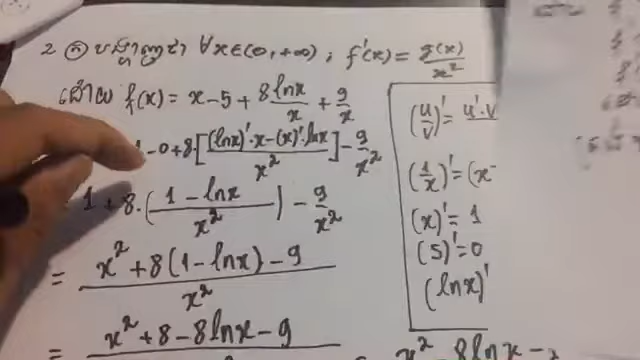 2 ក បង្ហាញថា ∀x∈(0,+∞) ; f'(x) = g(x)/x²
ដោយ f(x) = x-5 + 8lnx/x + 9/x
-0+8[((lnx)'·x-(x)'·lnx)/x²] - 9/x²
1 + 8·((1-lnx)/x²) - 9/x²
= (x²+8(1-lnx)-9)/x²
= x²+8-8lnx-9
x²-8lnx-
(u/v)' = u'·v
(1/x)' = (x⁻
(x)' = 1
(5)' = 0
(lnx)'